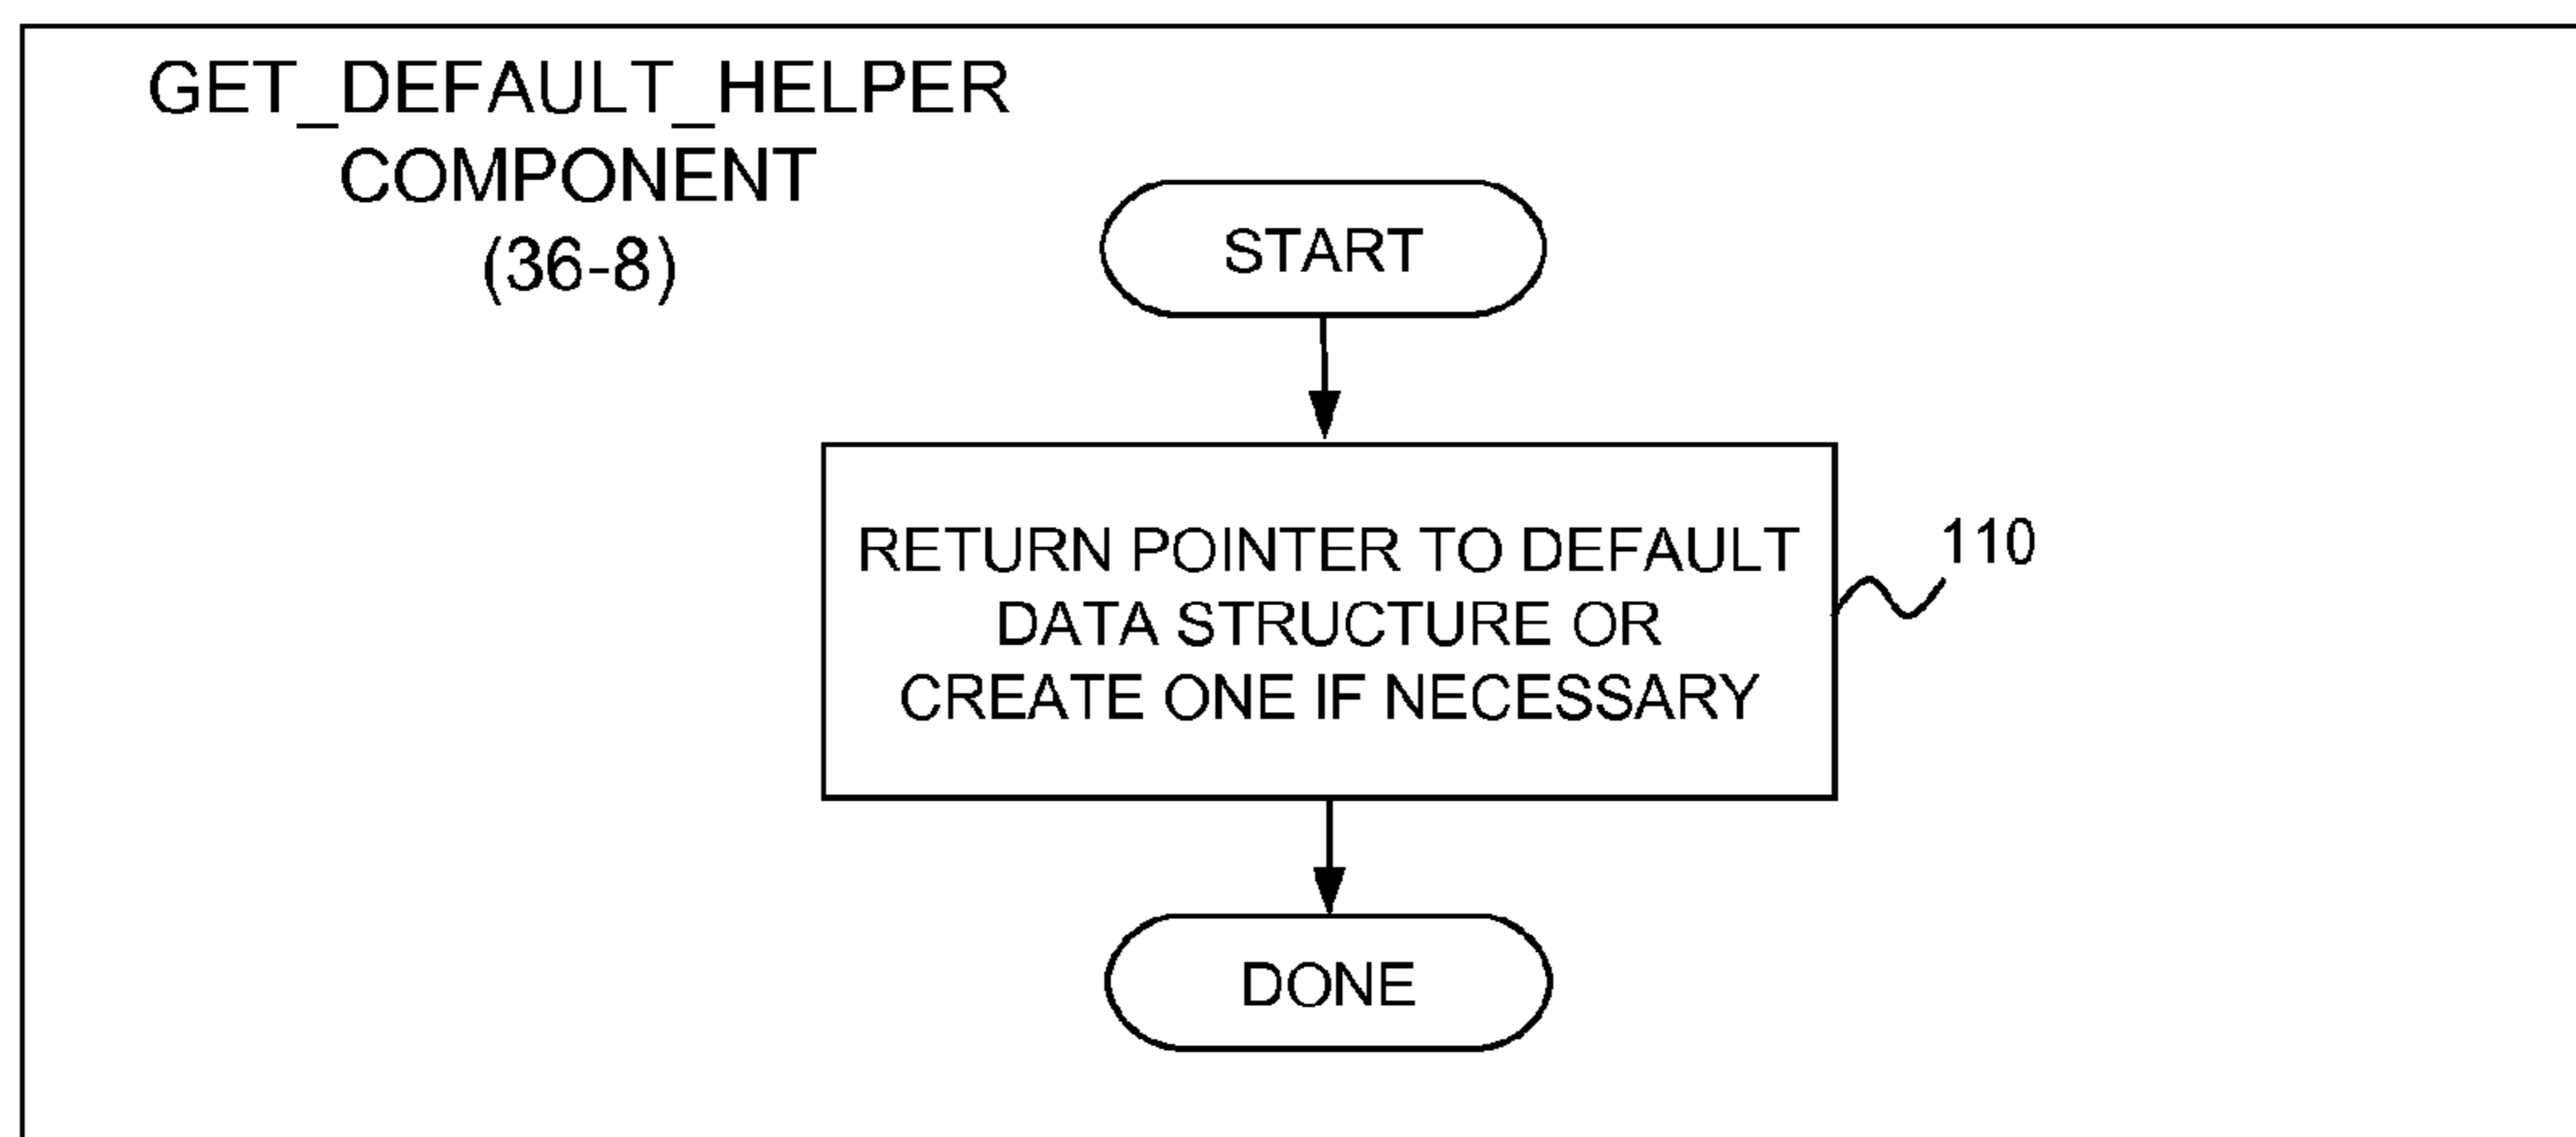 GET_DEFAULT_HELPER
COMPONENT
(36-8)
START
RETURN POINTER TO DEFAULT
DATA STRUCTURE OR
CREATE ONE IF NECESSARY
110
DONE